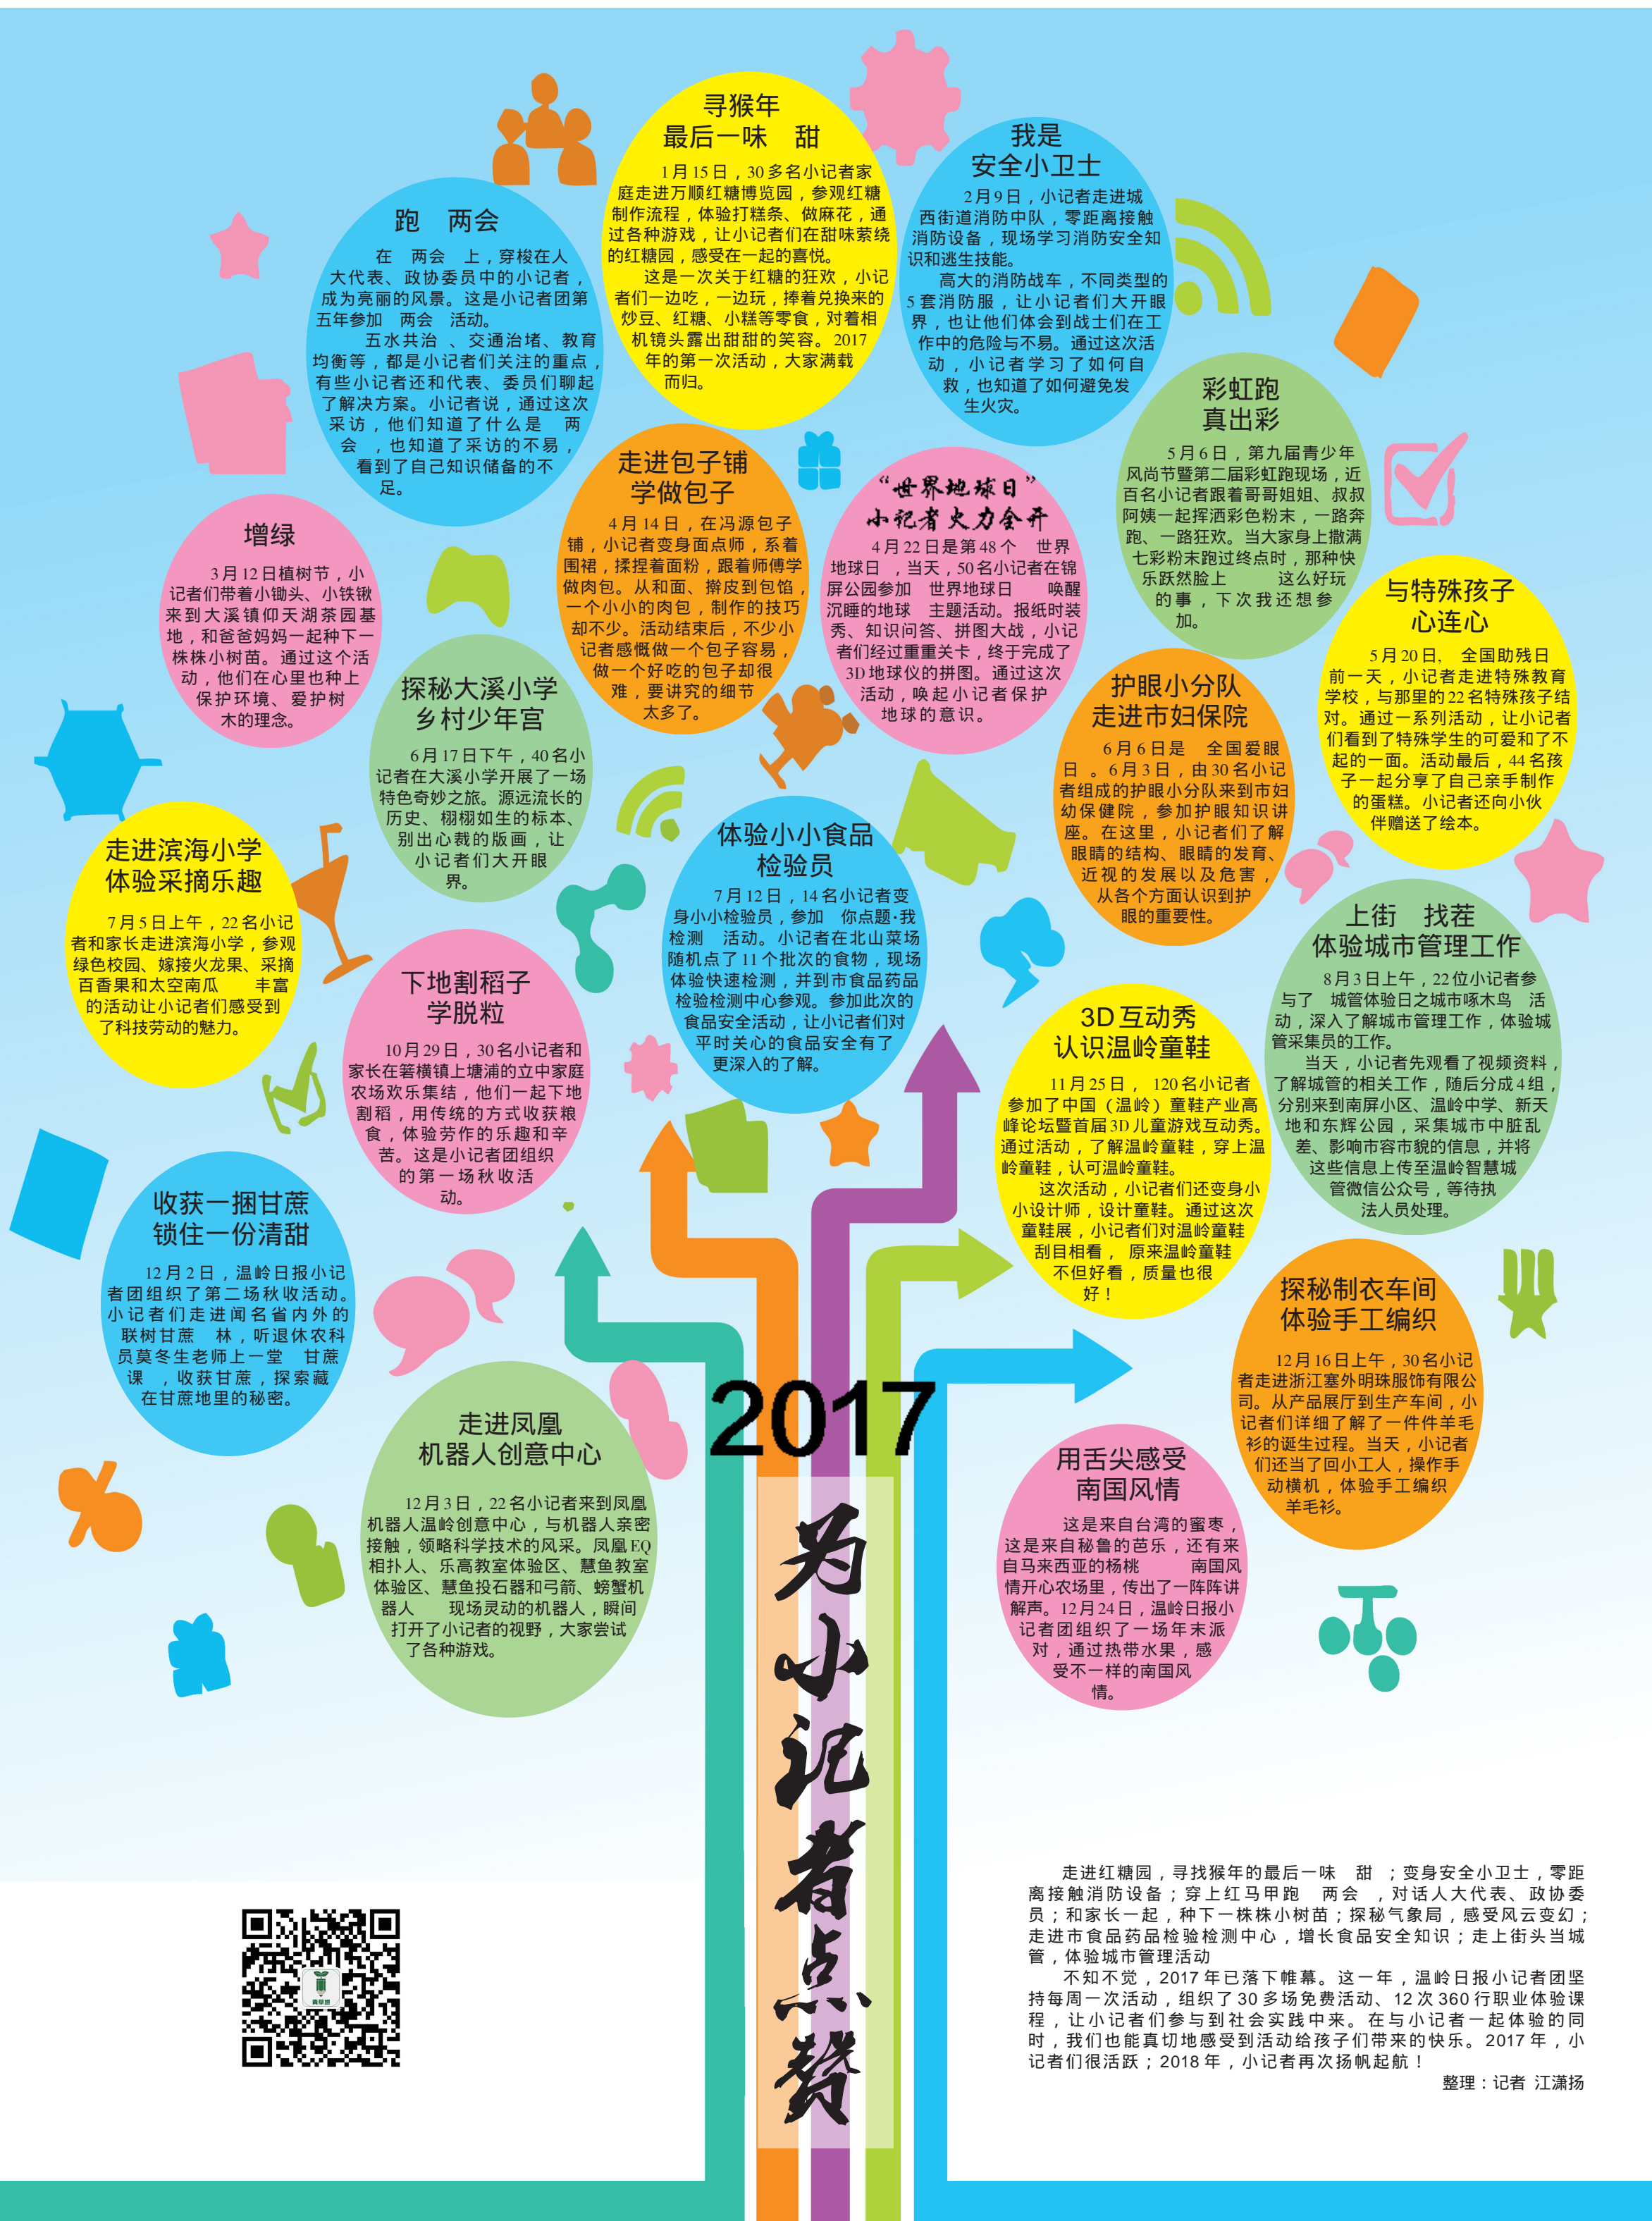 寻猴年
最后一味 甜
1月15日，30多名小记者家
庭走进万顺红糖博览园，参观红糖
制作流程，体验打糕条、做麻花，通
过各种游戏，让小记者们在甜味萦绕
的红糖园，感受在一起的喜悦。
这是一次关于红糖的狂欢，小记
者们一边吃，一边玩，捧着兑换来的
炒豆、红糖、小糕等零食，对着相
机镜头露出甜甜的笑容。2017
年的第一次活动，大家满载
而归。
我是
安全小卫士
2月9日，小记者走进城
西街道消防中队，零距离接触
消防设备，现场学习消防安全知
识和逃生技能。
高大的消防战车，不同类型的
5套消防服，让小记者们大开眼
界，也让他们体会到战士们在工
作中的危险与不易。通过这次活
动，小记者学习了如何自
救，也知道了如何避免发
生火灾。
跑 两会
在 两会 上，穿梭在人
大代表、政协委员中的小记者，
成为亮丽的风景。这是小记者团第
五年参加 两会 活动。
五水共治 、交通治堵、教育
均衡等，都是小记者们关注的重点，
有些小记者还和代表、委员们聊起
了解决方案。小记者说，通过这次
采访，他们知道了什么是 两
会 ，也知道了采访的不易，
看到了自己知识储备的不
足。
彩虹跑
真出彩
5月6日，第九届青少年
风尚节暨第二届彩虹跑现场，近
百名小记者跟着哥哥姐姐、叔叔
阿姨一起挥洒彩色粉末，一路奔
跑、一路狂欢。当大家身上撒满
七彩粉末跑过终点时，那种快
乐跃然脸上 这么好玩
的事，下次我还想参
加。
走进包子铺
学做包子
4月14日，在冯源包子
铺，小记者变身面点师，系着
围裙，揉捏着面粉，跟着师傅学
做肉包。从和面、擀皮到包馅，
一个小小的肉包，制作的技巧
却不少。活动结束后，不少小
记者感慨做一个包子容易，
做一个好吃的包子却很
难，要讲究的细节
太多了。
“世界地球日”
小记者火力全开
4月22日是第48个 世界
地球日 ，当天，50名小记者在锦
屏公园参加 世界地球日 唤醒
沉睡的地球 主题活动。报纸时装
秀、知识问答、拼图大战，小记
者们经过重重关卡，终于完成了
3D地球仪的拼图。通过这次
活动，唤起小记者保护
地球的意识。
增绿
3月12日植树节，小
记者们带着小锄头、小铁锹
来到大溪镇仰天湖茶园基
地，和爸爸妈妈一起种下一
株株小树苗。通过这个活
动，他们在心里也种上
保护环境、爱护树
木的理念。
与特殊孩子
心连心
5月20日， 全国助残日
前一天，小记者走进特殊教育
学校，与那里的22名特殊孩子结
对。通过一系列活动，让小记者
们看到了特殊学生的可爱和了不
起的一面。活动最后，44名孩
子一起分享了自己亲手制作
的蛋糕。小记者还向小伙
伴赠送了绘本。
探秘大溪小学
乡村少年宫
6月17日下午，40名小
记者在大溪小学开展了一场
特色奇妙之旅。源远流长的
历史、栩栩如生的标本、
别出心裁的版画，让
小记者们大开眼
界。
护眼小分队
走进市妇保院
6月6日是 全国爱眼
日 。6月3日，由30名小记
者组成的护眼小分队来到市妇
幼保健院，参加护眼知识讲
座。在这里，小记者们了解
眼睛的结构、眼睛的发育、
近视的发展以及危害，
从各个方面认识到护
眼的重要性。
走进滨海小学
体验采摘乐趣
7月5日上午，22名小记
者和家长走进滨海小学，参观
绿色校园、嫁接火龙果、采摘
百香果和太空南瓜 丰富
的活动让小记者们感受到
了科技劳动的魅力。
体验小小食品
检验员
7月12日，14名小记者变
身小小检验员，参加 你点题·我
检测 活动。小记者在北山菜场
随机点了11个批次的食物，现场
体验快速检测，并到市食品药品
检验检测中心参观。参加此次的
食品安全活动，让小记者们对
平时关心的食品安全有了
更深入的了解。
上街 找茬
体验城市管理工作
8月3日上午，22位小记者参
与了 城管体验日之城市啄木鸟 活
动，深入了解城市管理工作，体验城
管采集员的工作。
当天，小记者先观看了视频资料，
了解城管的相关工作，随后分成4组，
分别来到南屏小区、温岭中学、新天
地和东辉公园，采集城市中脏乱
差、影响市容市貌的信息，并将
这些信息上传至温岭智慧城
管微信公众号，等待执
法人员处理。
下地割稻子
学脱粒
10月29日，30名小记者和
家长在箬横镇上塘浦的立中家庭
农场欢乐集结，他们一起下地
割稻，用传统的方式收获粮
食，体验劳作的乐趣和辛
苦。这是小记者团组织
的第一场秋收活
动。
3D互动秀
认识温岭童鞋
11月25日， 120名小记者
参加了中国（温岭）童鞋产业高
峰论坛暨首届3D儿童游戏互动秀。
通过活动，了解温岭童鞋，穿上温
岭童鞋，认可温岭童鞋。
这次活动，小记者们还变身小
小设计师，设计童鞋。通过这次
童鞋展，小记者们对温岭童鞋
刮目相看， 原来温岭童鞋
不但好看，质量也很
好！
收获一捆甘蔗
锁住一份清甜
12月2日，温岭日报小记
者团组织了第二场秋收活动。
小记者们走进闻名省内外的
联树甘蔗 林，听退休农科
员莫冬生老师上一堂 甘蔗
课 ，收获甘蔗，探索藏
在甘蔗地里的秘密。
探秘制衣车间
体验手工编织
12月16日上午，30名小记
者走进浙江塞外明珠服饰有限公
司。从产品展厅到生产车间，小
记者们详细了解了一件件羊毛
衫的诞生过程。当天，小记者
们还当了回小工人，操作手
动横机，体验手工编织
羊毛衫。
走进凤凰
机器人创意中心
12月3日，22名小记者来到凤凰
机器人温岭创意中心，与机器人亲密
接触，领略科学技术的风采。凤凰EQ
相扑人、乐高教室体验区、慧鱼教室
体验区、慧鱼投石器和弓箭、螃蟹机
器人 现场灵动的机器人，瞬间
打开了小记者的视野，大家尝试
了各种游戏。
用舌尖感受
南国风情
这是来自台湾的蜜枣，
这是来自秘鲁的芭乐，还有来
自马来西亚的杨桃 南国风
情开心农场里，传出了一阵阵讲
解声。12月24日，温岭日报小
记者团组织了一场年末派
对，通过热带水果，感
受不一样的南国风
情。
2017
为小记者点赞
走进红糖园，寻找猴年的最后一味 甜 ；变身安全小卫士，零距
离接触消防设备；穿上红马甲跑 两会 ，对话人大代表、政协委
员；和家长一起，种下一株株小树苗；探秘气象局，感受风云变幻；
走进市食品药品检验检测中心，增长食品安全知识；走上街头当城
管，体验城市管理活动
不知不觉，2017年已落下帷幕。这一年，温岭日报小记者团坚
持每周一次活动，组织了30多场免费活动、12次360行职业体验课
程，让小记者们参与到社会实践中来。在与小记者一起体验的同
时，我们也能真切地感受到活动给孩子们带来的快乐。2017年，小
记者们很活跃；2018年，小记者再次扬帆起航！
整理：记者 江潇扬